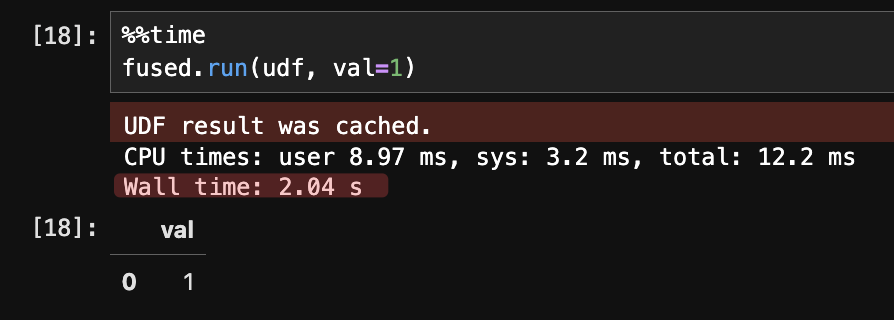 [18]: %%time
fused.run(udf, val=1)
UDF result was cached.
CPU times: user 8.97 ms, sys: 3.2 ms, total: 12.2 ms
Wall time: 2.04 s
[18]: val
0 1